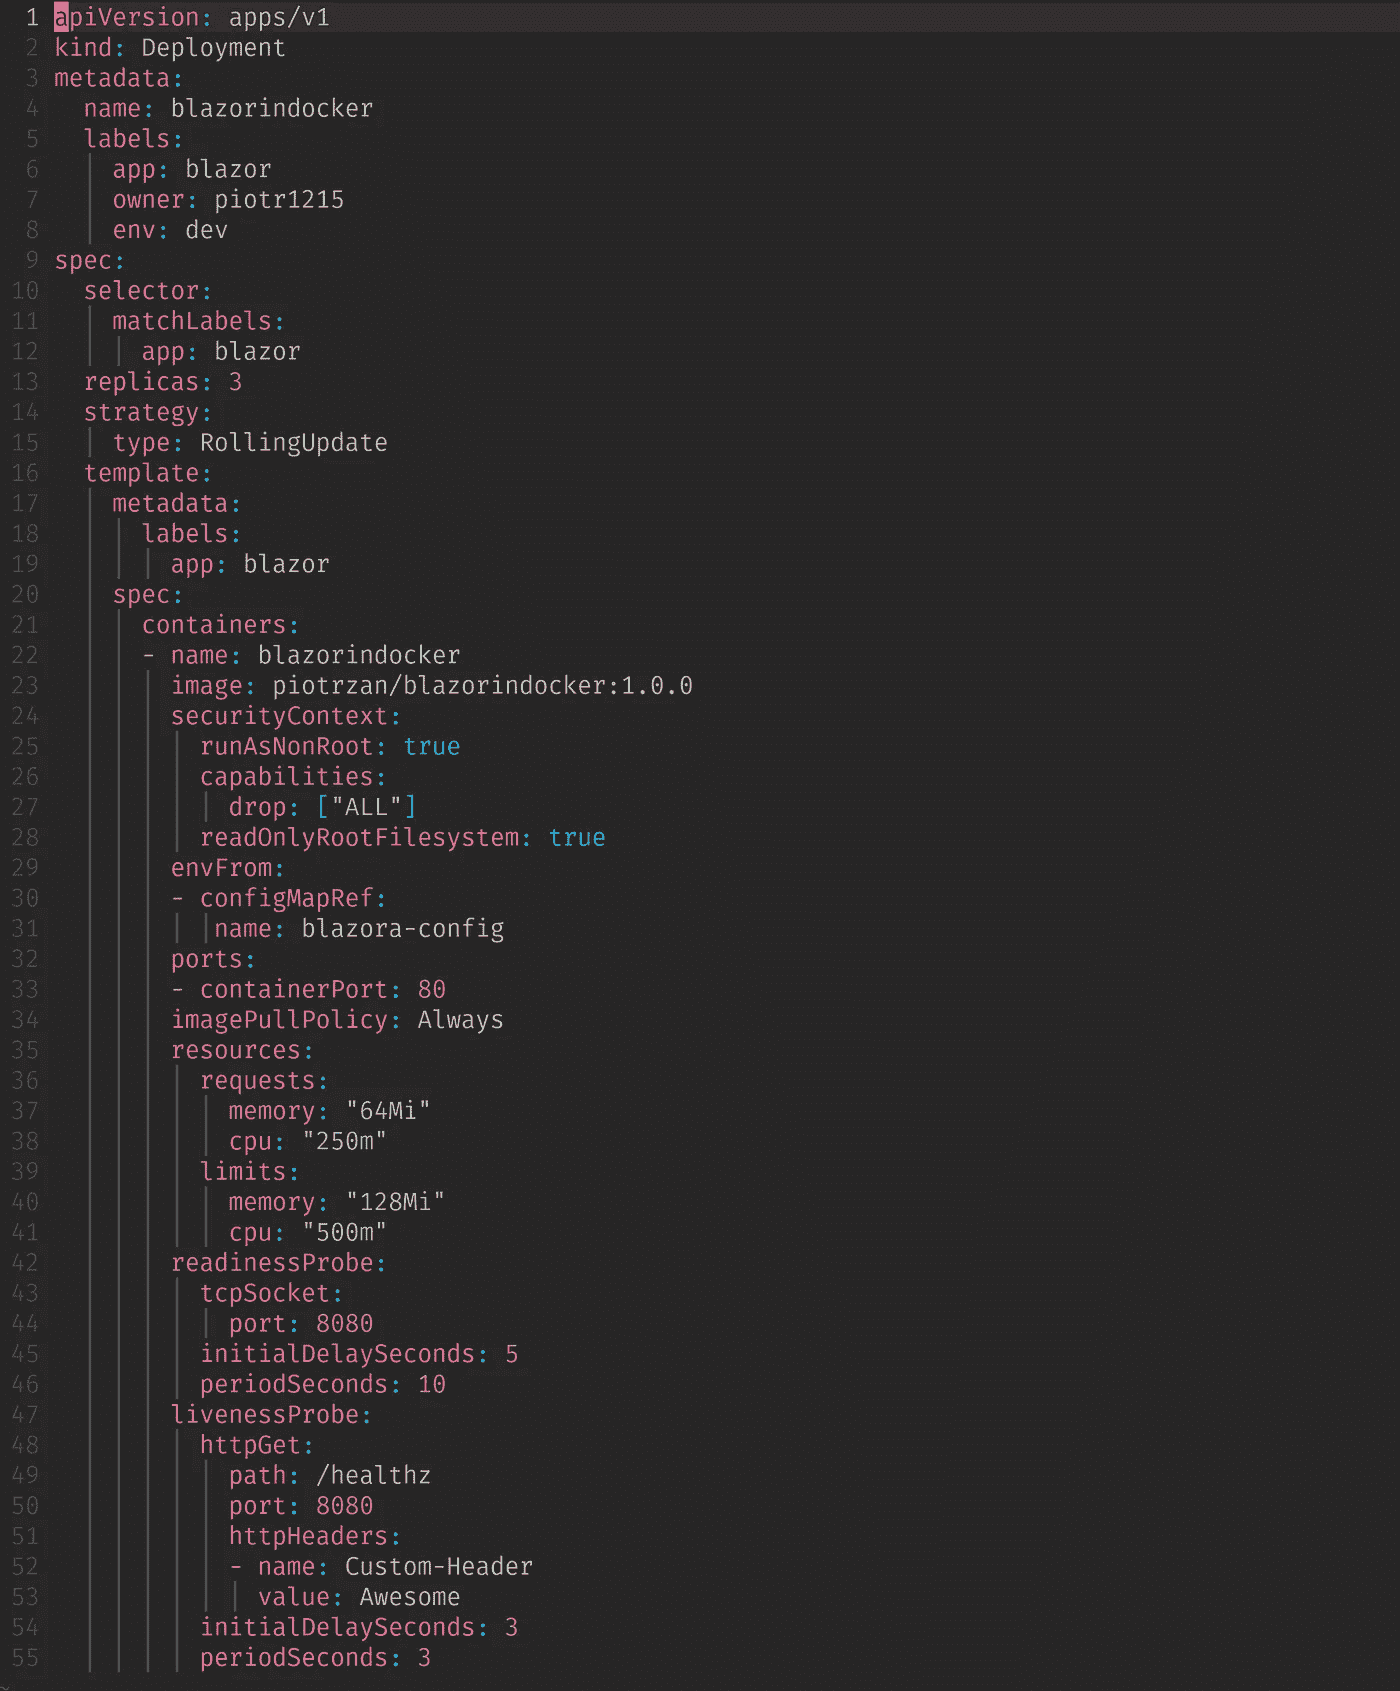 1 apiVersion: apps/v1
2 kind: Deployment
3 metadata:
4   name: blazorindocker
5   labels:
6     app: blazor
7     owner: piotr1215
8     env: dev
9 spec:
10   selector:
11     matchLabels:
12       app: blazor
13   replicas: 3
14   strategy:
15     type: RollingUpdate
16   template:
17     metadata:
18       labels:
19         app: blazor
20     spec:
21       containers:
22       - name: blazorindocker
23         image: piotrzan/blazorindocker:1.0.0
24         securityContext:
25           runAsNonRoot: true
26           capabilities:
27             drop: ["ALL"]
28           readOnlyRootFilesystem: true
29         envFrom:
30         - configMapRef:
31            name: blazora-config
32         ports:
33         - containerPort: 80
34         imagePullPolicy: Always
35         resources:
36           requests:
37             memory: "64Mi"
38             cpu: "250m"
39           limits:
40             memory: "128Mi"
41             cpu: "500m"
42         readinessProbe:
43           tcpSocket:
44             port: 8080
45           initialDelaySeconds: 5
46           periodSeconds: 10
47         livenessProbe:
48           httpGet:
49             path: /healthz
50             port: 8080
51             httpHeaders:
52             - name: Custom-Header
53               value: Awesome
54           initialDelaySeconds: 3
55           periodSeconds: 3